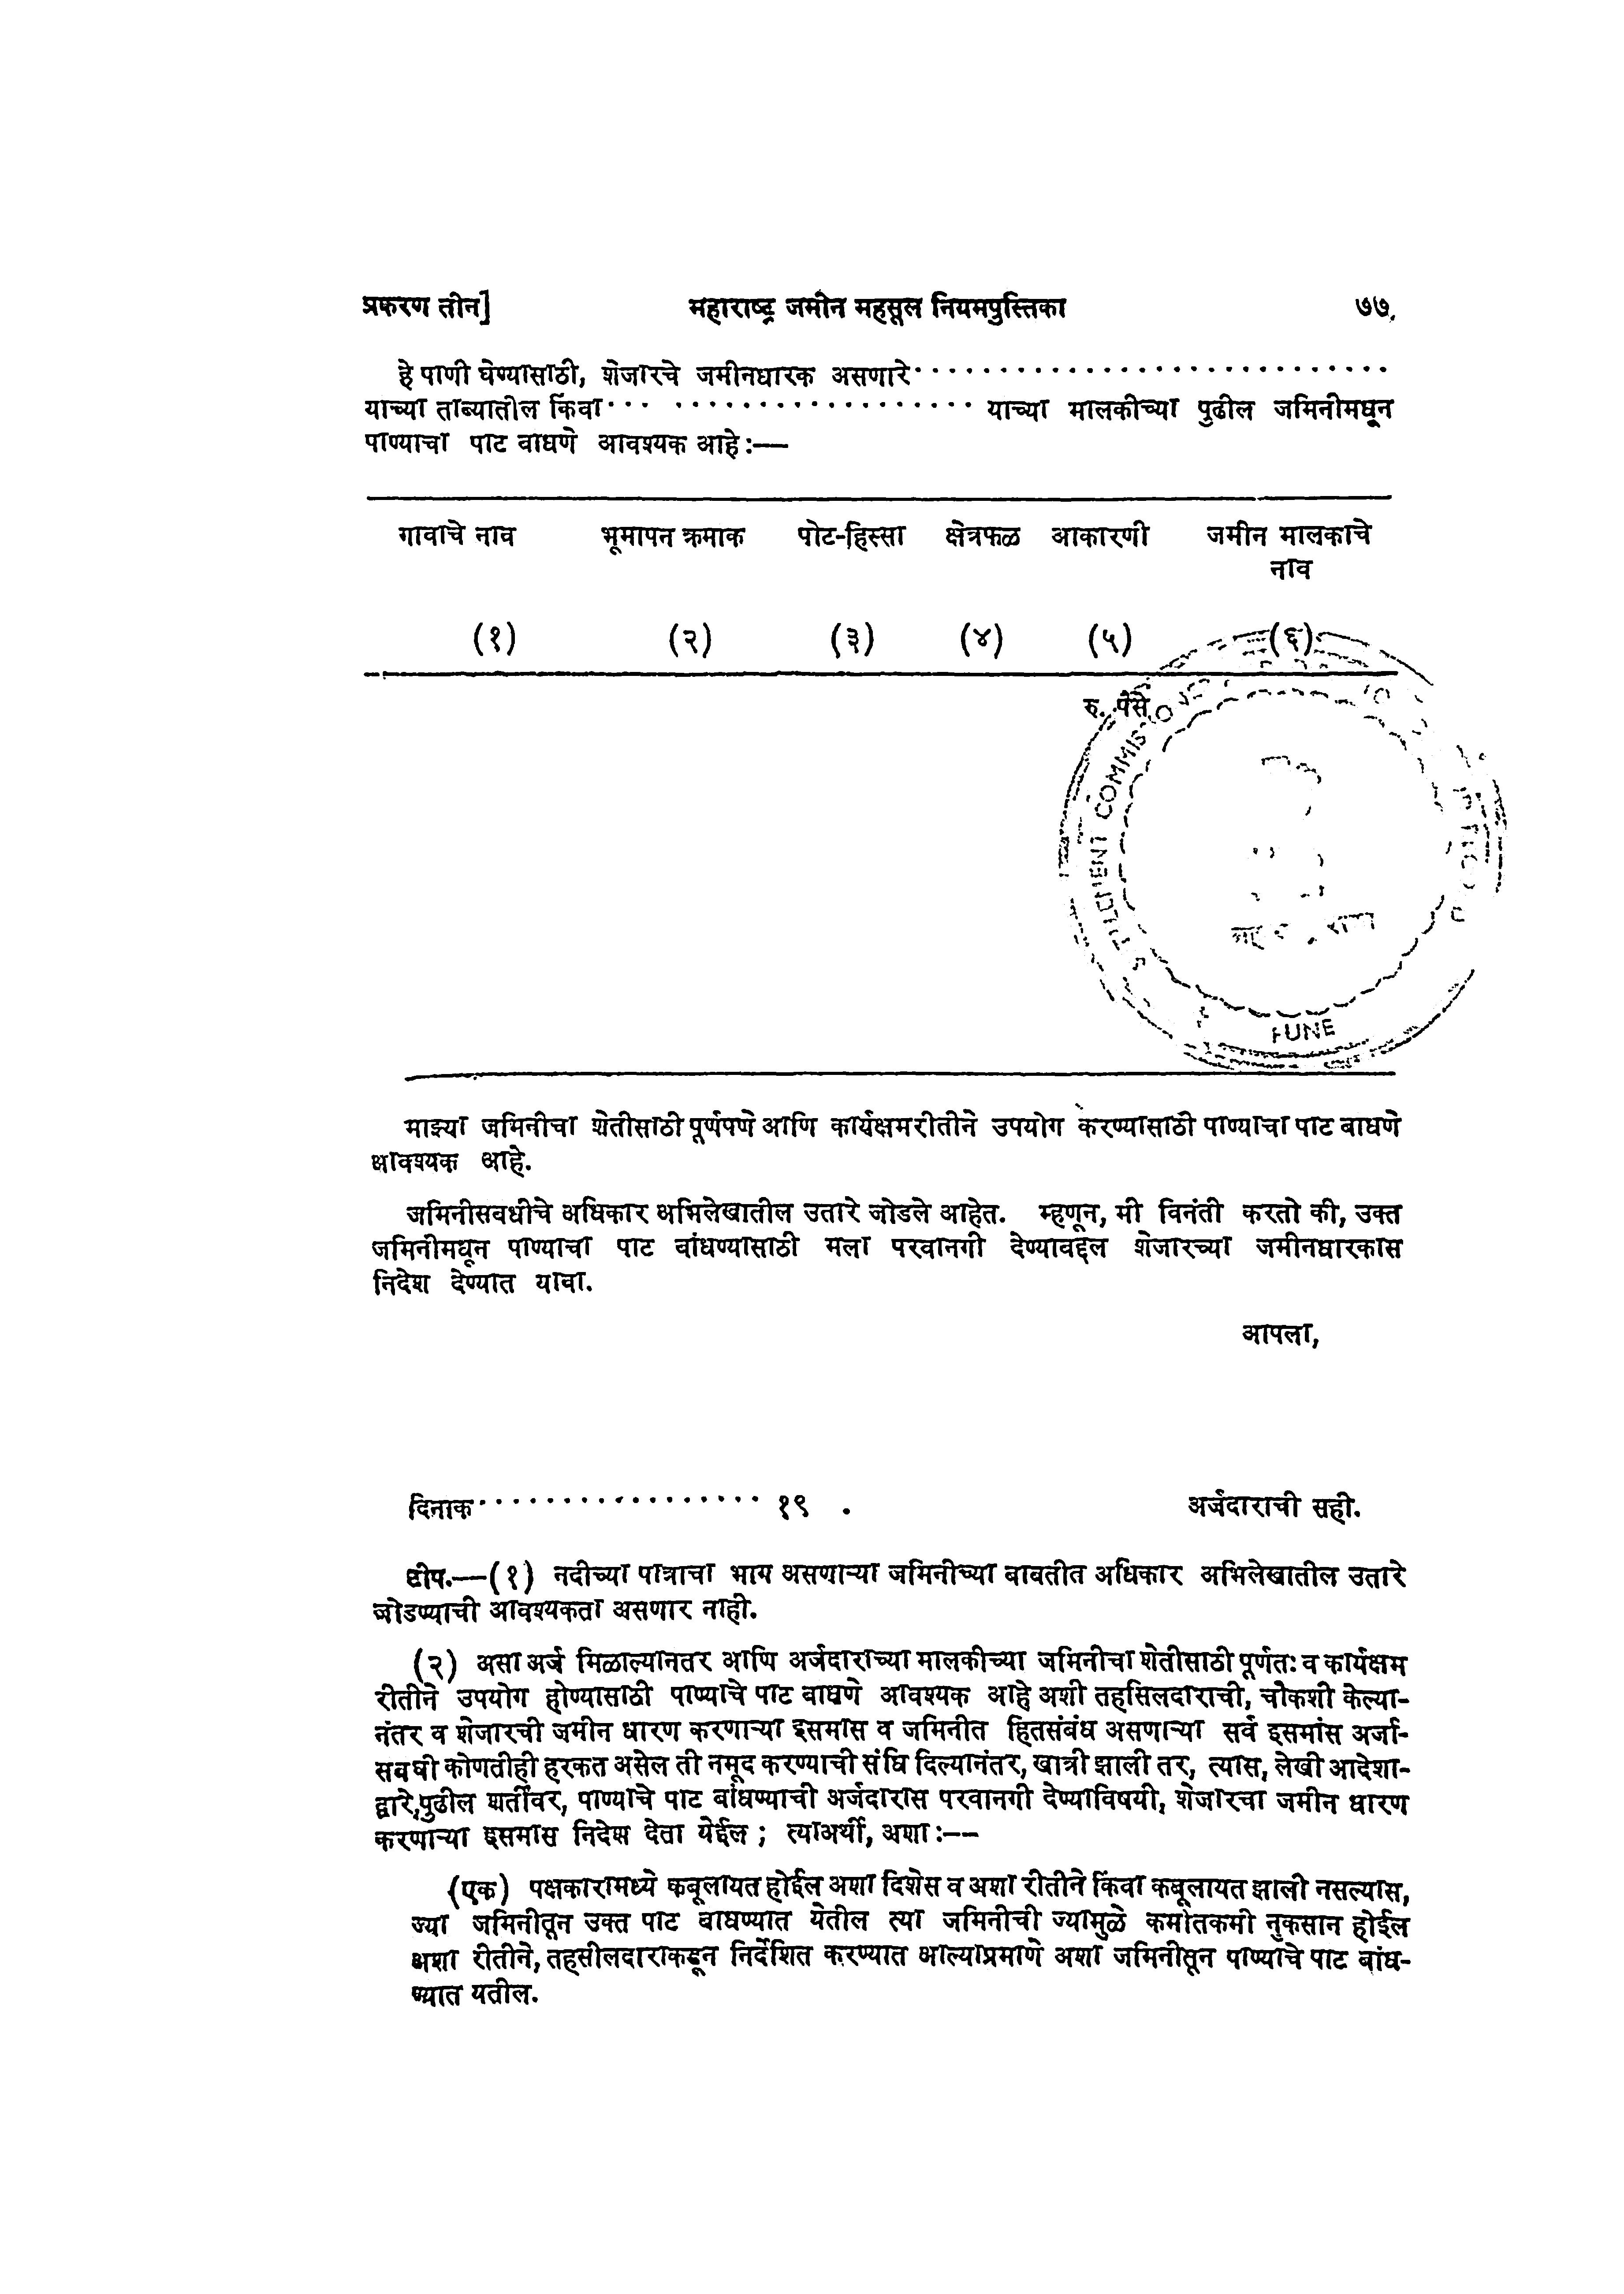 प्रकरण तीन]
महाराष्ट्र जमीन महसूल नियमपुस्तिका
७७
हे पाणी घेण्यासाठी, शेजारचे जमीनधारक असणारे...........................
याच्या ताब्यातील किंवा... .................. याच्या मालकीच्या पुढील जमिनीमधून
पाण्याचा पाट बाधणे आवश्यक आहे:—
गावाचे नाव भूमापन क्रमाक पोट-हिस्सा क्षेत्रफळ आकारणी जमीन मालकाचे
नाव
(१) (२) (३) (४) (५) (६)
रु. पैसे
COMMISSIONER
PUNE
माझ्या जमिनीचा शेतीसाठी पूर्णपणे आणि कार्यक्षमरीतीने उपयोग करण्यासाठी पाण्याचा पाट बाधणे
आवश्यक आहे.
जमिनीसबधीचे अधिकार अभिलेखातील उतारे जोडले आहेत. म्हणून, मी विनंती करतो की, उक्त
जमिनीमधून पाण्याचा पाट बांधण्यासाठी मला परवानगी देण्याबद्दल शेजारच्या जमीनधारकास
निदेश देण्यात यावा.
आपला,
दिनाक.................. १९ .
अर्जदाराची सही.
टीप.—(१) नदीच्या पात्राचा भाग असणाऱ्या जमिनीच्या बाबतीत अधिकार अभिलेखातील उतारे
जोडण्याची आवश्यकता असणार नाही.
(२) असा अर्ज मिळाल्यानतर आणि अर्जदाराच्या मालकीच्या जमिनीचा शेतीसाठी पूर्णतः व कार्यक्षम
रीतीने उपयोग होण्यासाठी पाण्याचे पाट बाधणे आवश्यक आहे अशी तहसिलदाराची, चौकशी केल्या-
नंतर व शेजारची जमीन धारण करणाऱ्या इसमास व जमिनीत हितसंबंध असणाऱ्या सर्व इसमांस अर्जा-
सबधी कोणतीही हरकत असेल ती नमूद करण्याची संधि दिल्यानंतर, खात्री झाली तर, त्यास, लेखी आदेशा-
द्वारे,पुढील शर्तीवर, पाण्याचे पाट बांधण्याची अर्जदारास परवानगी देण्याविषयी, शेजारचा जमीन धारण
करणाऱ्या इसमास निदेश देता येईल ; त्याअर्थी, अशा:--
(एक) पक्षकारामध्ये कबूलायत होईल अशा दिशेस व अशा रीतीने किंवा कबूलायत झाली नसल्यास,
ज्या जमिनीतून उक्त पाट बाधण्यात येतील त्या जमिनीची ज्यामुळे कमीतकमी नुकसान होईल
अशा रीतीने, तहसीलदाराकडून निर्देशित करण्यात आल्याप्रमाणे अशा जमिनीतून पाण्याचे पाट बांध-
ण्यात यतील.